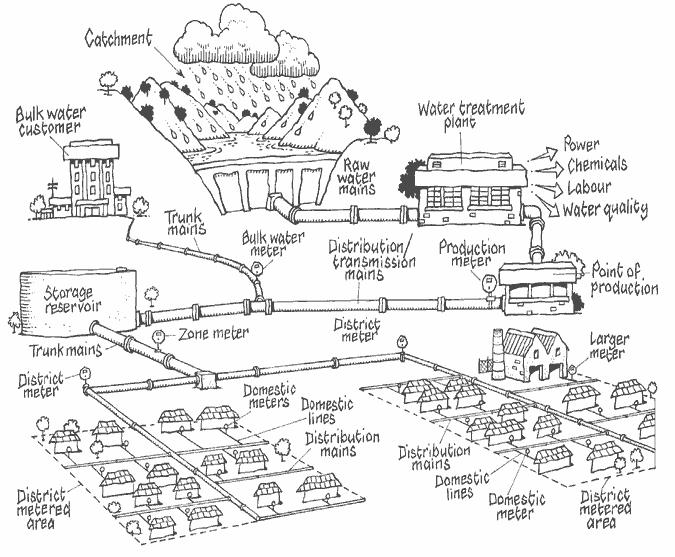 Catchment
Bulk water
customer
Water treatment
plant
Power
Chemicals
Labour
Water quality
Raw
water
mains
Trunk
mains
Bulk water
meter
Distribution/
transmission
mains
Production
meter
Point of
production
Storage
reservoir
Zone meter
District
meter
Trunk mains
Larger
meter
District
meter
Domestic
meters
Domestic
lines
Distribution
mains
Distribution
mains
Domestic
lines
Domestic
meter
District
metered
area
District
metered area